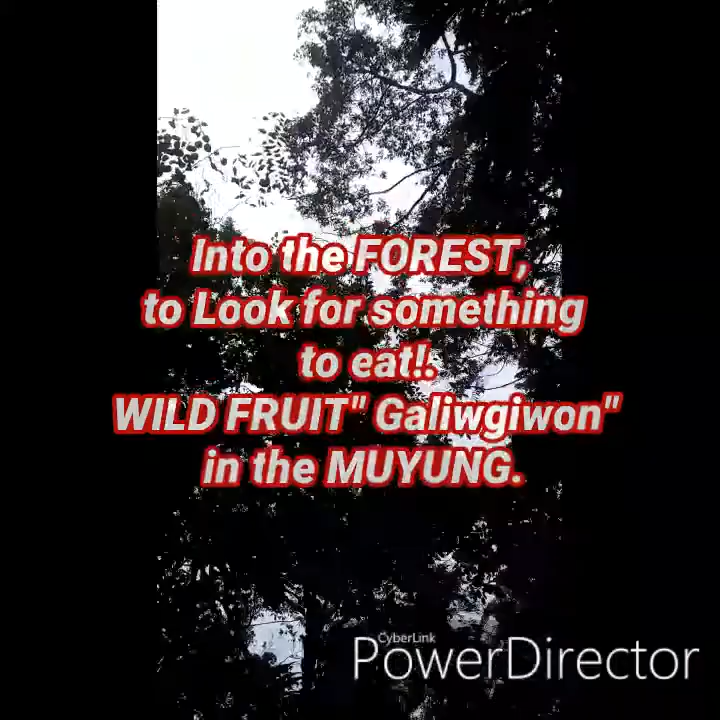 Into the FOREST,
to Look for something
to eat!.
WILD FRUIT" Galiwgiwon"
in the MUYUNG.
CyberLink
PowerDirector